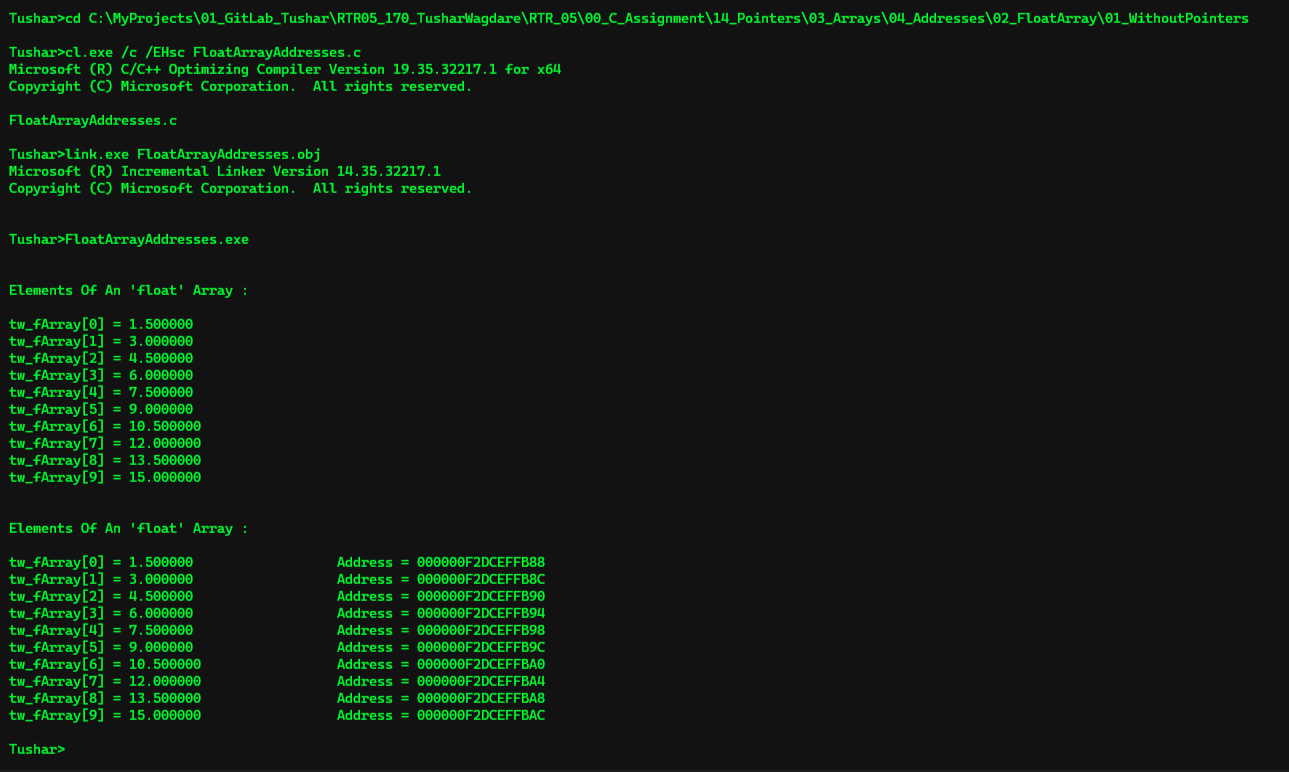 Tushar>cd C:\MyProjects\01_GitLab_Tushar\RTR05_170_TusharWagdare\RTR_05\00_C_Assignment\14_Pointers\03_Arrays\04_Addresses\02_FloatArray\01_WithoutPointers
Tushar>cl.exe /c /EHsc FloatArrayAddresses.c
Microsoft (R) C/C++ Optimizing Compiler Version 19.35.32217.1 for x64
Copyright (C) Microsoft Corporation.  All rights reserved.
FloatArrayAddresses.c
Tushar>link.exe FloatArrayAddresses.obj
Microsoft (R) Incremental Linker Version 14.35.32217.1
Copyright (C) Microsoft Corporation.  All rights reserved.
Tushar>FloatArrayAddresses.exe
Elements Of An 'float' Array :
tw_fArray[0] = 1.500000
tw_fArray[1] = 3.000000
tw_fArray[2] = 4.500000
tw_fArray[3] = 6.000000
tw_fArray[4] = 7.500000
tw_fArray[5] = 9.000000
tw_fArray[6] = 10.500000
tw_fArray[7] = 12.000000
tw_fArray[8] = 13.500000
tw_fArray[9] = 15.000000
Elements Of An 'float' Array :
tw_fArray[0] = 1.500000                 Address = 000000F2DCEFFB88
tw_fArray[1] = 3.000000                 Address = 000000F2DCEFFB8C
tw_fArray[2] = 4.500000                 Address = 000000F2DCEFFB90
tw_fArray[3] = 6.000000                 Address = 000000F2DCEFFB94
tw_fArray[4] = 7.500000                 Address = 000000F2DCEFFB98
tw_fArray[5] = 9.000000                 Address = 000000F2DCEFFB9C
tw_fArray[6] = 10.500000                Address = 000000F2DCEFFBA0
tw_fArray[7] = 12.000000                Address = 000000F2DCEFFBA4
tw_fArray[8] = 13.500000                Address = 000000F2DCEFFBA8
tw_fArray[9] = 15.000000                Address = 000000F2DCEFFBAC
Tushar>